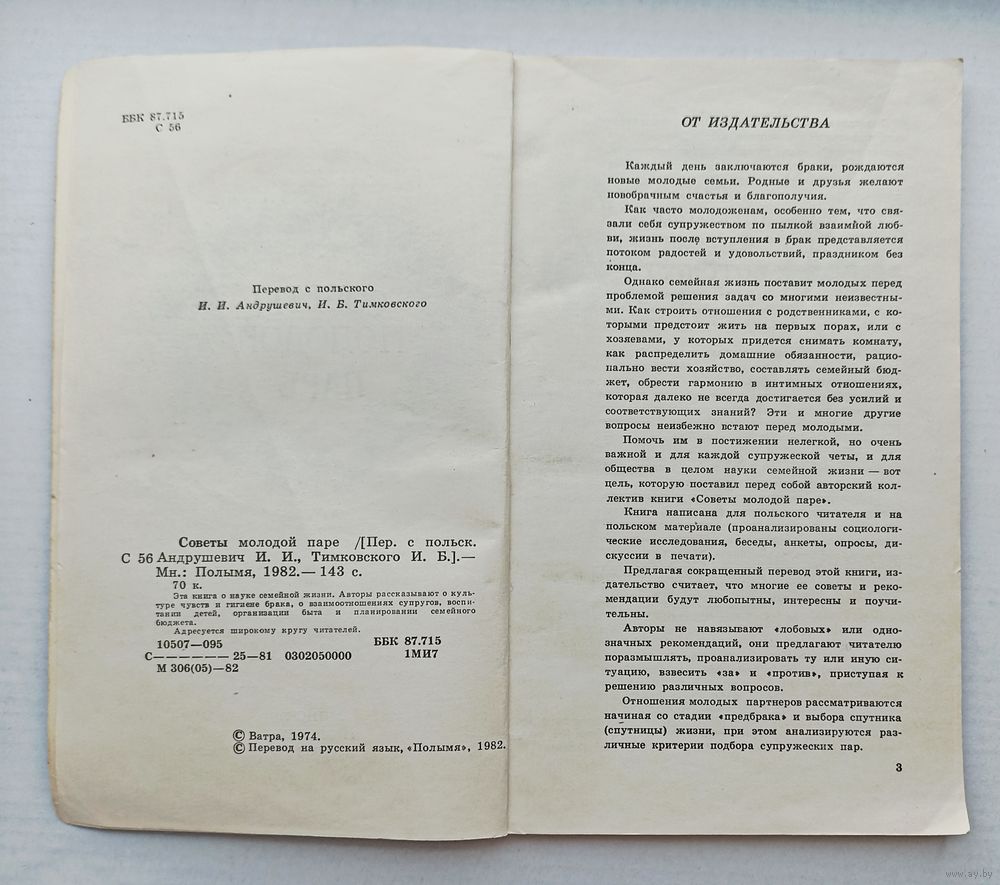 ББК 87.715
С 56
Перевод с польского
И. И. Андрушевич, И. Б. Тимковского
Советы молодой паре /[Пер. с польск.
С 56 Андрушевич И. И., Тимковского И. Б.].—
Мн.: Полымя, 1982.— 143 с.
70 к.
Эта книга о науке семейной жизни. Авторы рассказывают о куль-
туре чувств и гигиене брака, о взаимоотношениях супругов, воспи-
тании детей, организации быта и планировании семейного
бюджета.
Адресуется широкому кругу читателей.
10507—095
С—————— 25—81 0302050000
М 306(05)—82
ББК 87.715
1МИ7
© Ватра, 1974.
© Перевод на русский язык, «Полымя», 1982.
ОТ ИЗДАТЕЛЬСТВА
Каждый день заключаются браки, рождаются
новые молодые семьи. Родные и друзья желают
новобрачным счастья и благополучия.
Как часто молодоженам, особенно тем, что свя-
зали себя супружеством по пылкой взаимной люб-
ви, жизнь после вступления в брак представляется
потоком радостей и удовольствий, праздником без
конца.
Однако семейная жизнь поставит молодых перед
проблемой решения задач со многими неизвестны-
ми. Как строить отношения с родственниками, с ко-
торыми предстоит жить на первых порах, или с
хозяевами, у которых придется снимать комнату,
как распределить домашние обязанности, рацио-
нально вести хозяйство, составлять семейный бюд-
жет, обрести гармонию в интимных отношениях,
которая далеко не всегда достигается без усилий и
соответствующих знаний? Эти и многие другие
вопросы неизбежно встают перед молодыми.
Помочь им в постижении нелегкой, но очень
важной и для каждой супружеской четы, и для
общества в целом науки семейной жизни — вот
цель, которую поставил перед собой авторский кол-
лектив книги «Советы молодой паре».
Книга написана для польского читателя и на
польском материале (проанализированы социологи-
ческие исследования, беседы, анкеты, опросы, ди-
скуссии в печати).
Предлагая сокращенный перевод этой книги, из-
дательство считает, что многие ее советы и реко-
мендации будут любопытны, интересны и поучи-
тельны.
Авторы не навязывают «лобовых» или одно-
значных рекомендаций, они предлагают читателю
поразмышлять, проанализировать ту или иную си-
туацию, взвесить «за» и «против», приступая к
решению различных вопросов.
Отношения молодых партнеров рассматриваются
начиная со стадии «предбрака» и выбора спутника
(спутницы) жизни, при этом анализируются раз-
личные критерии подбора супружеских пар.
3
www.ay.by